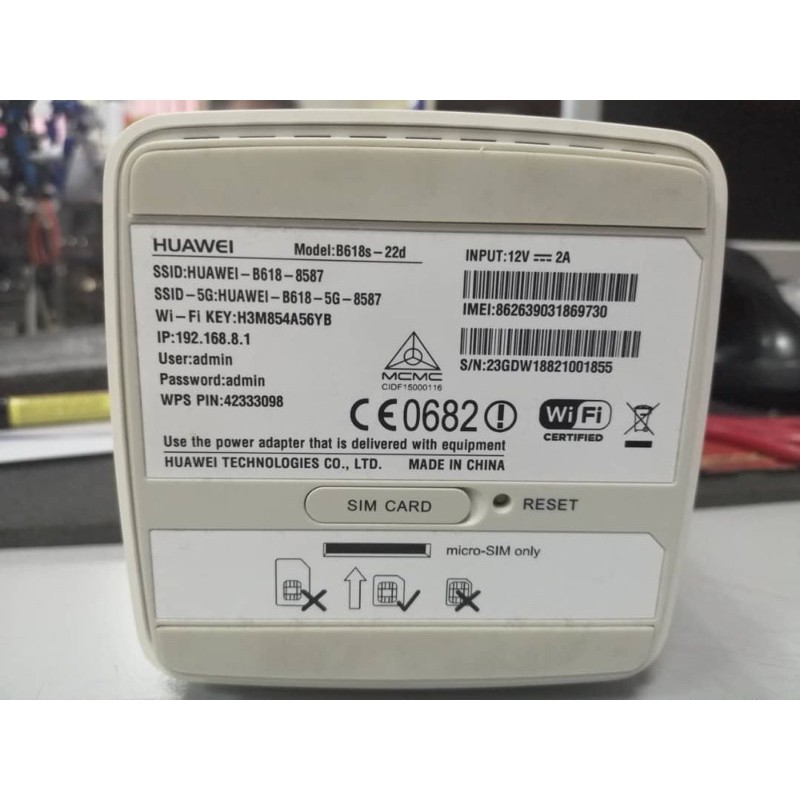 HUAWEI Model:B618s-22d
SSID:HUAWEI-B618-8587
SSID-5G:HUAWEI-B618-5G-8587
Wi-Fi KEY:H3M854A56YB
IP:192.168.8.1
User:admin
Password:admin
WPS PIN:42333098
INPUT:12V 2A
IMEI:862639031869730
S/N:23GDW18821001855
MCMC
CIDF15000116
CE0682
Wi Fi
CERTIFIED
Use the power adapter that is delivered with equipment
HUAWEI TECHNOLOGIES CO., LTD. MADE IN CHINA
SIM CARD RESET
micro-SIM only